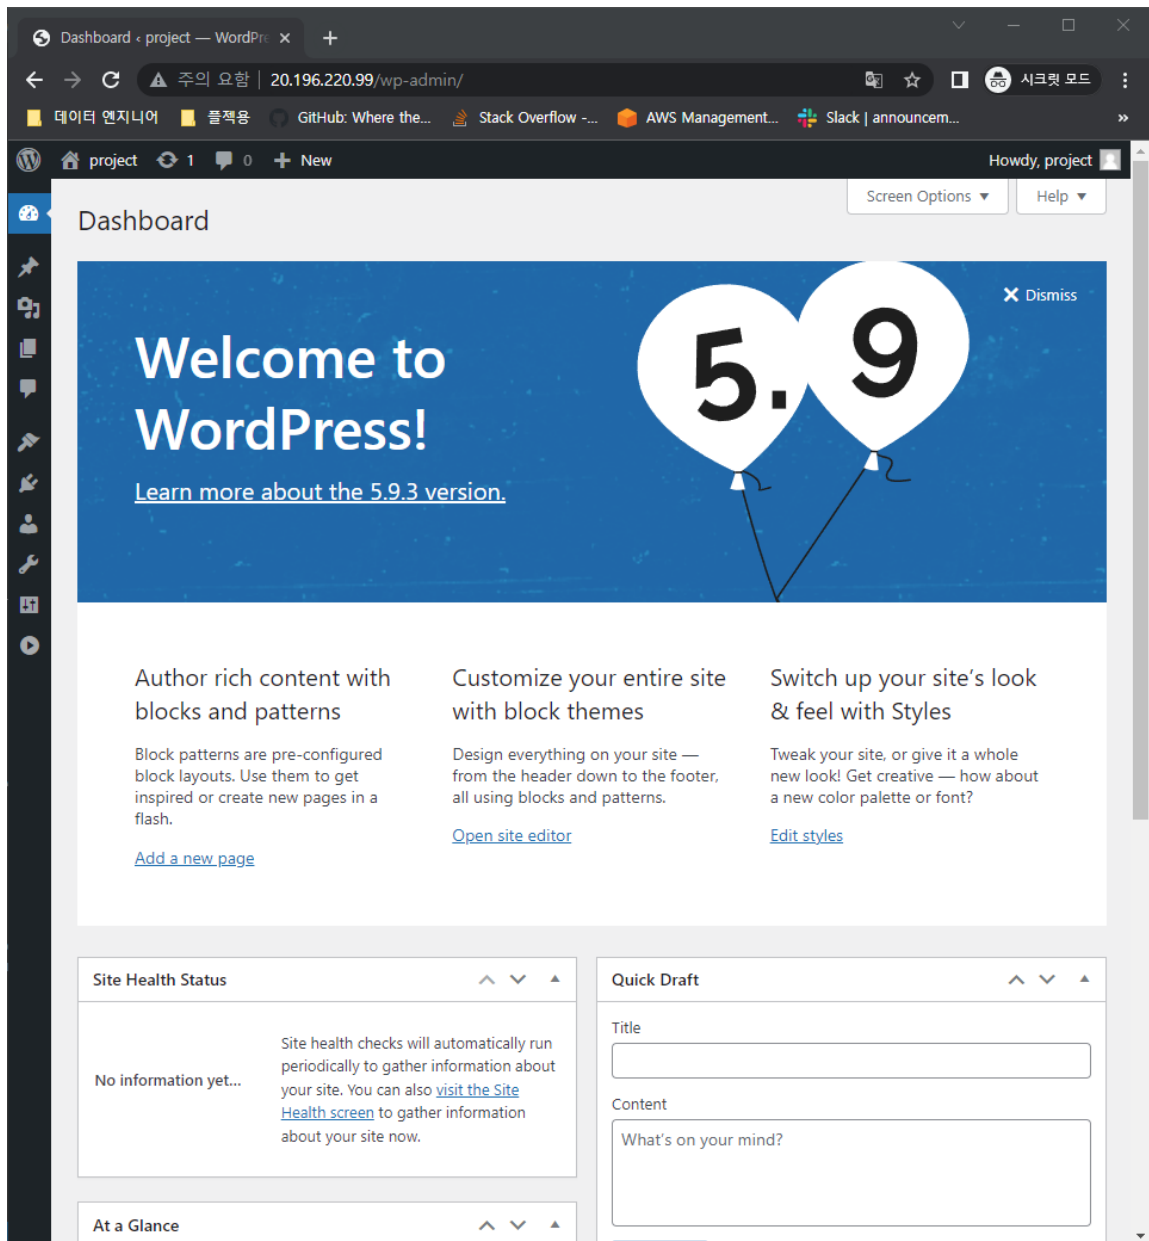 Dashboard ‹ project — WordPre
주의 요함 20.196.220.99/wp-admin/ 시크릿 모드
데이터 엔지니어 플젝용 GitHub: Where the... Stack Overflow -... AWS Management... Slack | announcem... »
project 1 0 + New Howdy, project
Screen Options ▼ Help ▼
Dashboard
Dismiss
5.9
Welcome to
WordPress!
Learn more about the 5.9.3 version.
Author rich content with
blocks and patterns
Block patterns are pre-configured
block layouts. Use them to get
inspired or create new pages in a
flash.
Add a new page
Customize your entire site
with block themes
Design everything on your site —
from the header down to the footer,
all using blocks and patterns.
Open site editor
Switch up your site's look
& feel with Styles
Tweak your site, or give it a whole
new look! Get creative — how about
a new color palette or font?
Edit styles
Site Health Status
No information yet...
Site health checks will automatically run
periodically to gather information about
your site. You can also visit the Site
Health screen to gather information
about your site now.
At a Glance
Quick Draft
Title
Content
What's on your mind?